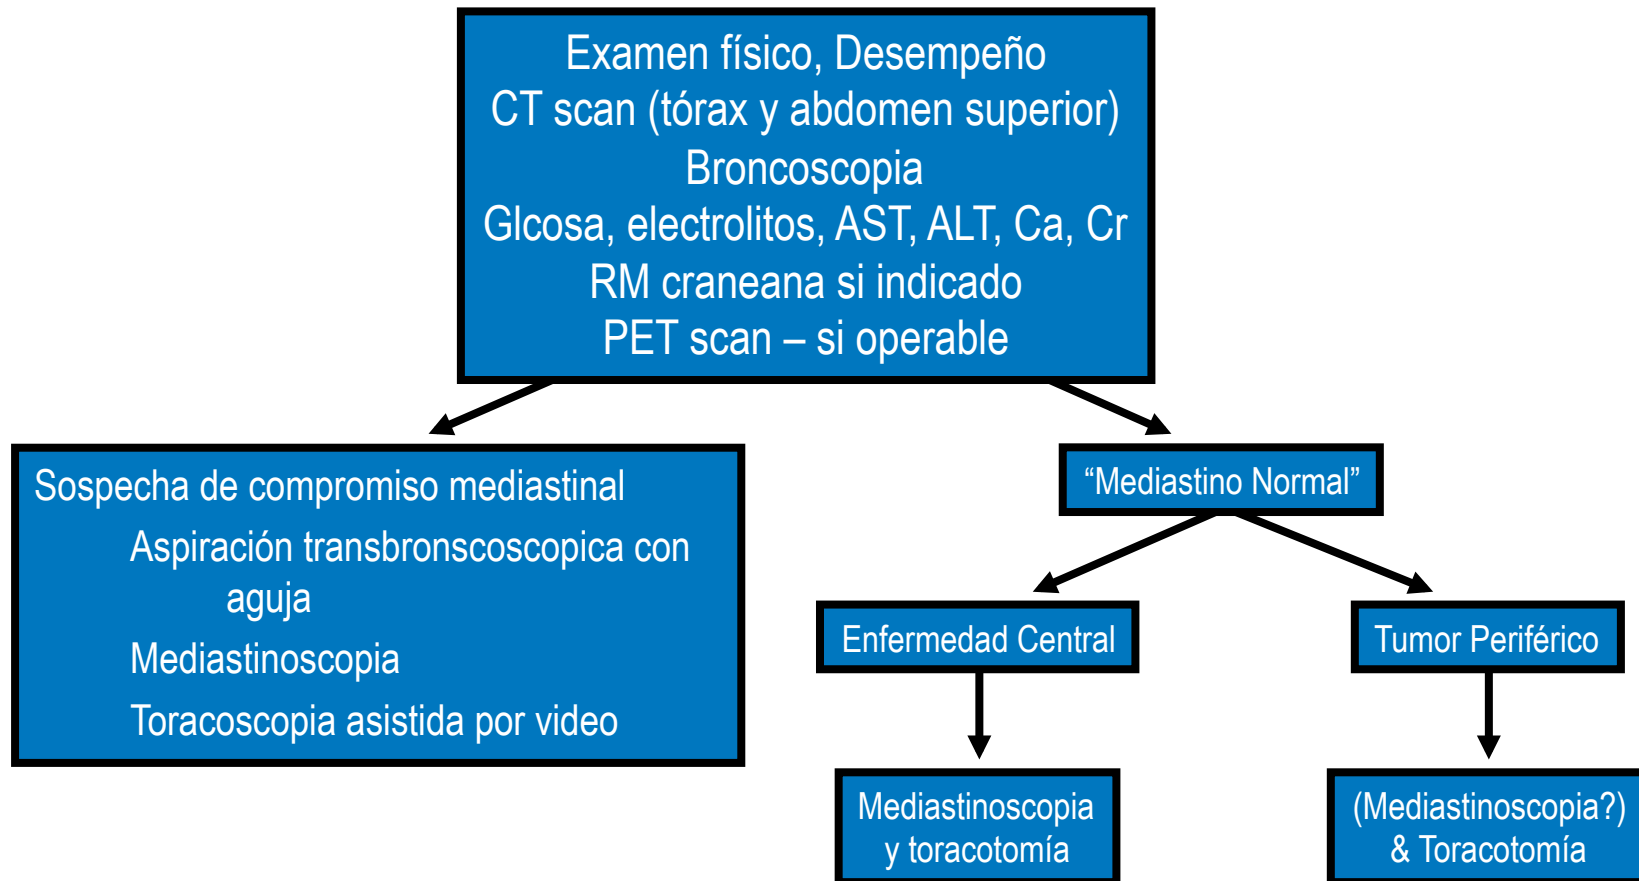 Examen físico, Desempeño
CT scan (tórax y abdomen superior)
Broncoscopia
Glcosa, electrolitos, AST, ALT, Ca, Cr
RM craneana si indicado
PET scan – si operable
Sospecha de compromiso mediastinal
Aspiración transbronscoscopica con
aguja
Mediastinoscopia
Toracoscopia asistida por video
“Mediastino Normal”
Enfermedad Central
Tumor Periférico
Mediastinoscopia
y toracotomía
(Mediastinoscopia?)
& Toracotomía